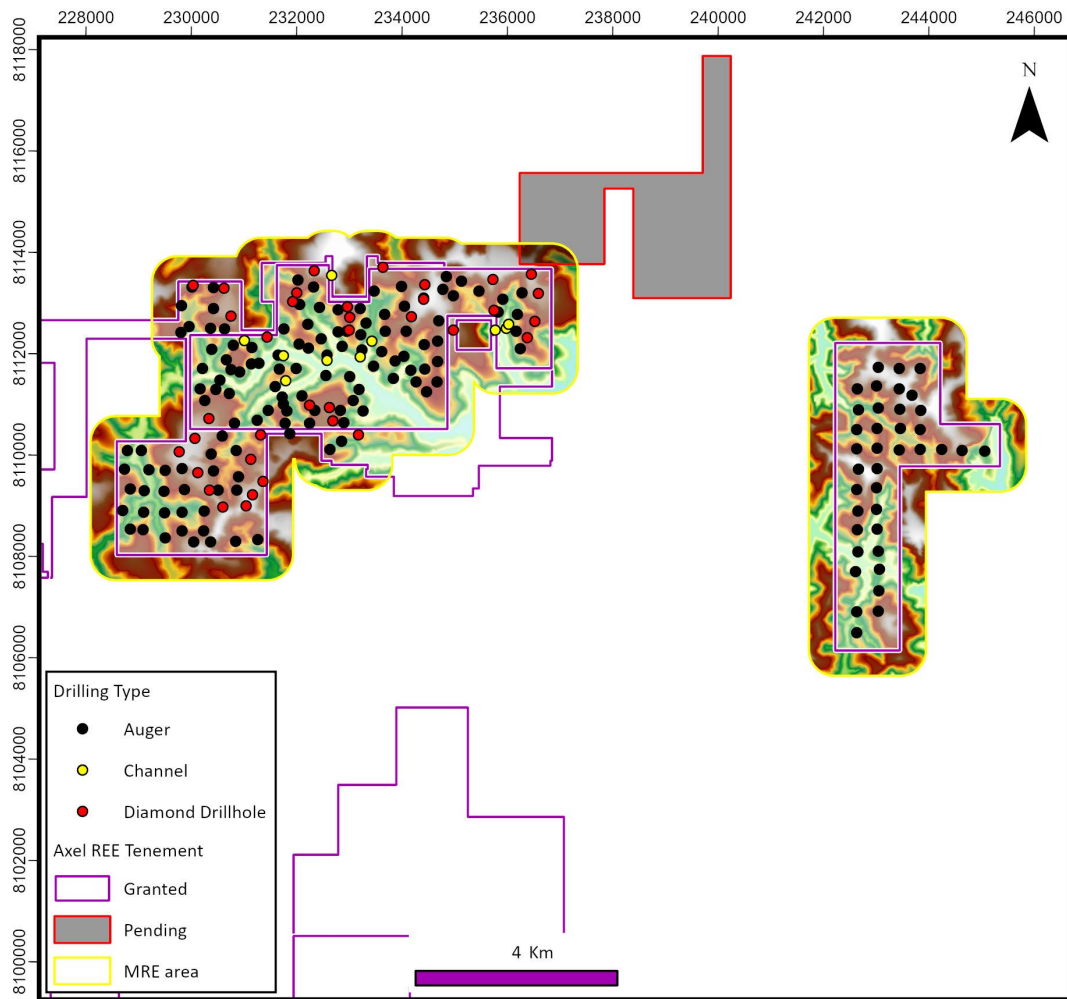 228000 230000 232000 234000 236000 238000 240000 242000 244000 246000
8118000
8116000
8114000
8112000
8110000
8108000
8106000
8104000
8102000
8100000
N
Drilling Type
Auger
Channel
Diamond Drillhole
Axel REE Tenement
Granted
Pending
MRE area
4 Km